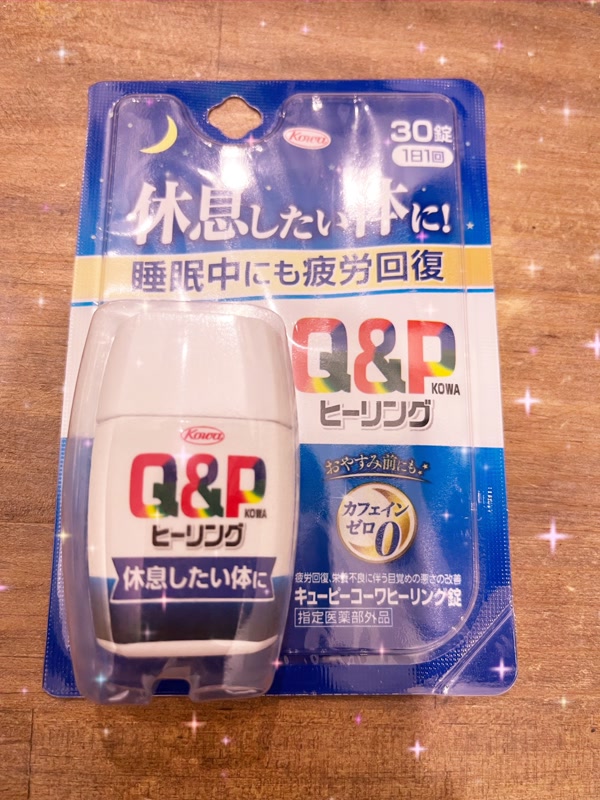 Kowa
30錠
1日1回
休息したい体に!
睡眠中にも疲労回復
Q&P
KOWA
ヒーリング
おやすみ前にも!
カフェイン
ゼロ0
疲労回復、栄養不良に伴う目覚めの悪さの改善
キューピーコーワヒーリング錠
指定医薬部外品
Kowa
Q&P
KOWA
ヒーリング
休息したい体に